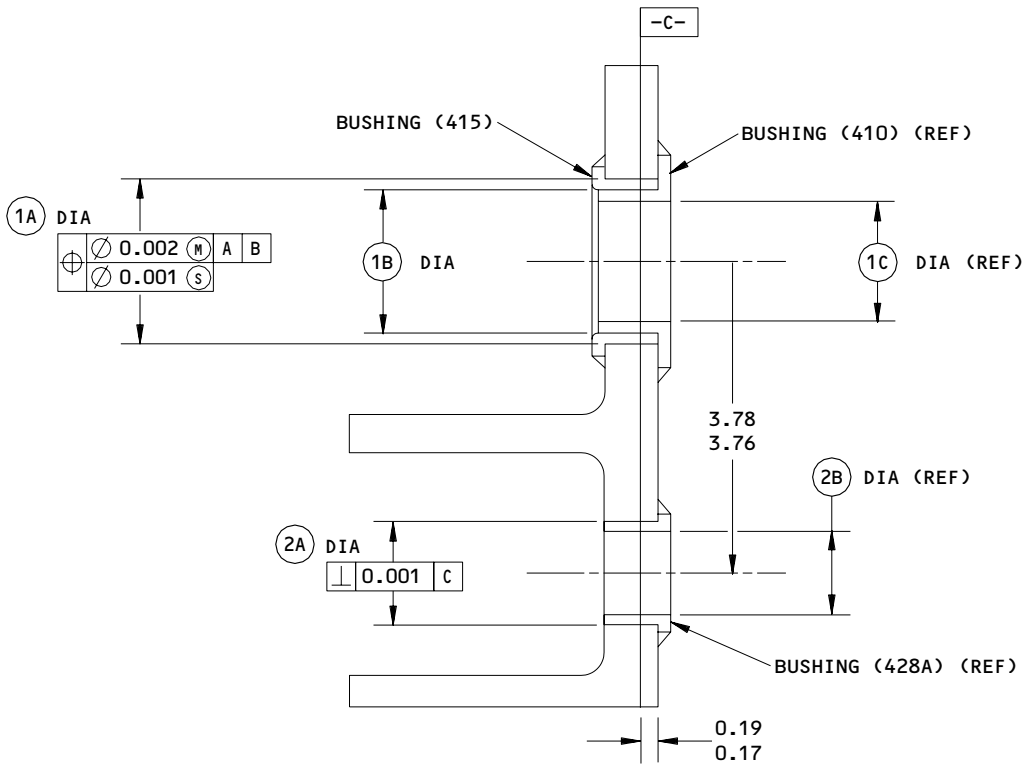 -C-
BUSHING (415)
BUSHING (410) (REF)
1A DIA
⌖ ∅ 0.002 Ⓜ A B
∅ 0.001 Ⓢ
1B DIA
1C DIA (REF)
3.78
3.76
2B DIA (REF)
2A DIA
⊥ 0.001 C
BUSHING (428A) (REF)
0.19
0.17